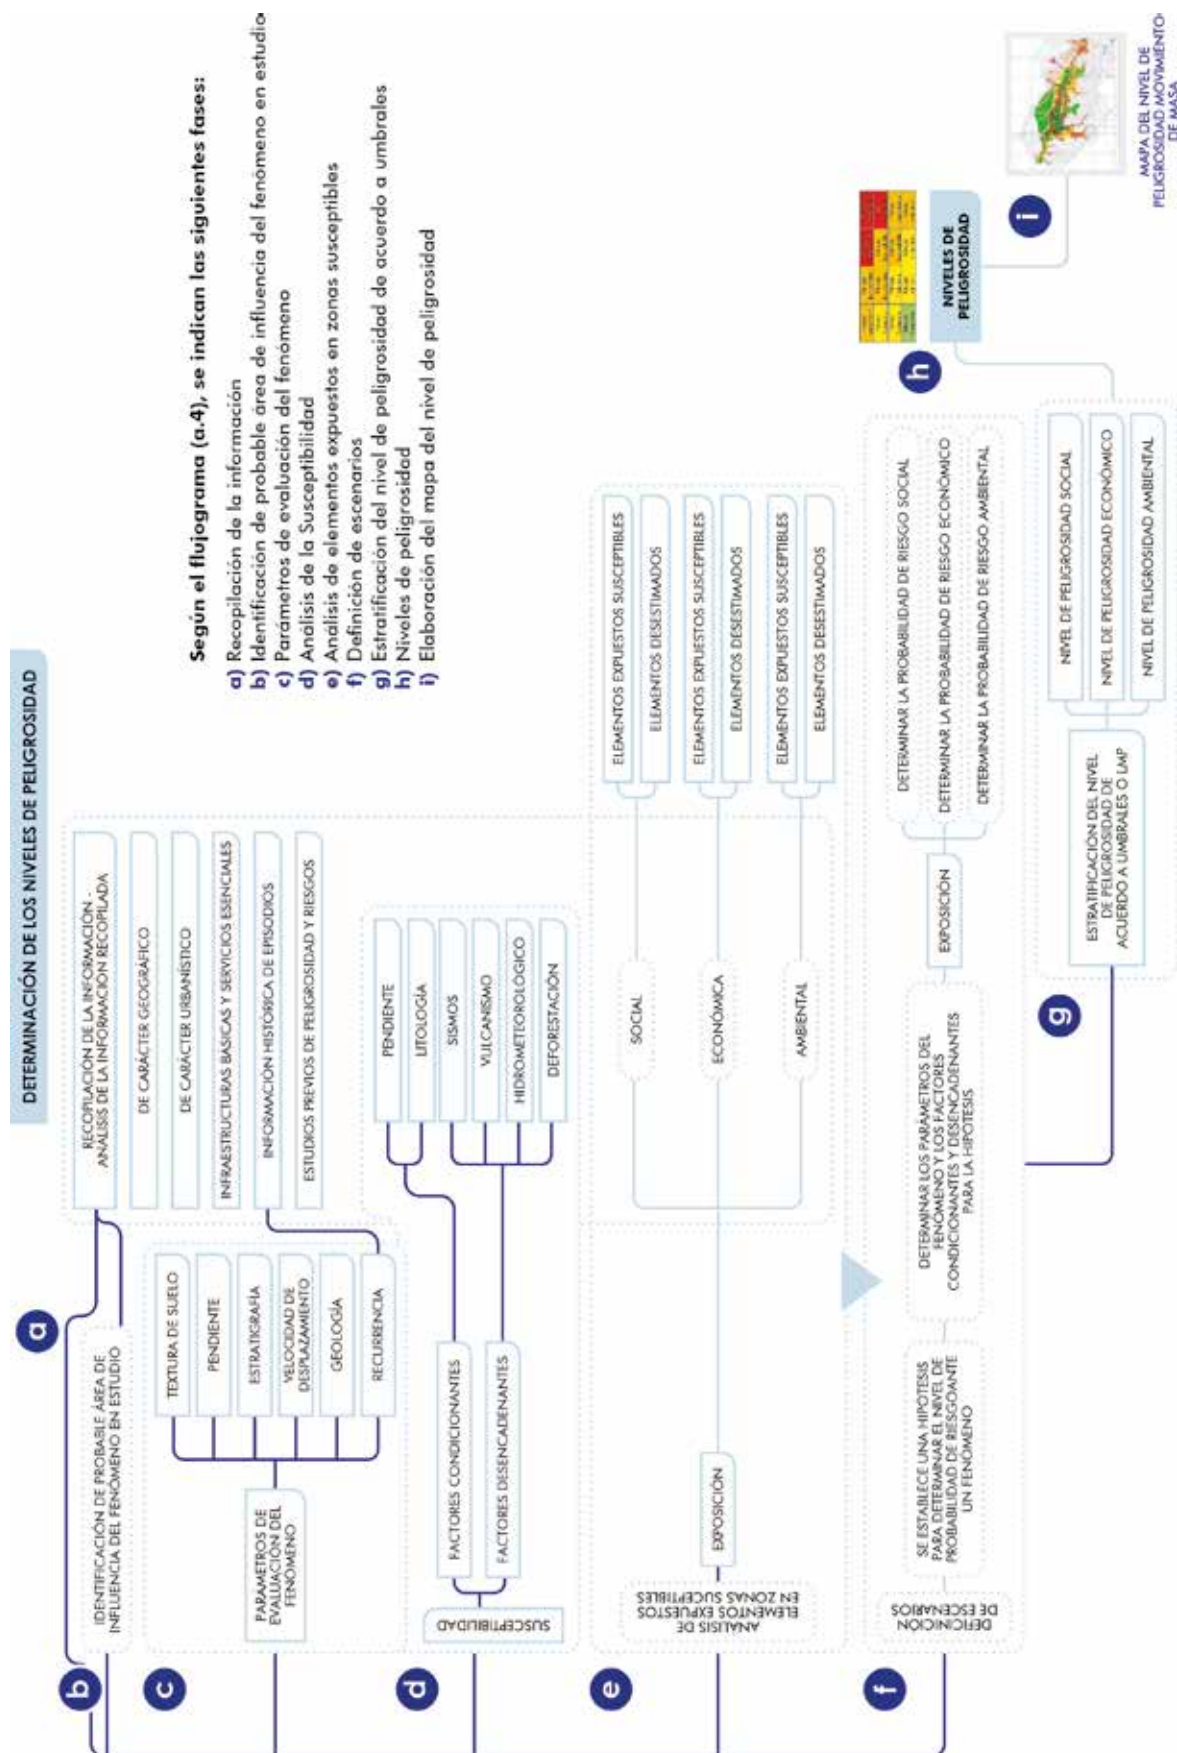 DETERMINACIÓN DE LOS NIVELES DE PELIGROSIDAD
a
RECOPILACIÓN DE LA INFORMACIÓN -
ANALISIS DE LA INFORMACIÓN RECOPILADA
DE CARÁCTER GEOGRÁFICO
DE CARÁCTER URBANÍSTICO
INFRAESTRUCTURAS BASICAS Y SERVICIOS ESENCIALES
INFORMACIÓN HISTÓRICA DE EPISODIOS
ESTUDIOS PREVIOS DE PELIGROSIDAD Y RIESGOS
b
IDENTIFICACIÓN DE PROBABLE ÁREA DE
INFLUENCIA DEL FENÓMENO EN ESTUDIO
c
PARAMETROS DE
EVALUACIÓN DEL
FENÓMENO
TEXTURA DE SUELO
PENDIENTE
ESTRATIGRAFÍA
VELOCIDAD DE
DESPLAZAMIENTO
GEOLOGÍA
RECURRENCIA
d
SUSCEPTIBILIDAD
FACTORES CONDICIONANTES
FACTORES DESENCADENANTES
PENDIENTE
LITOLOGÍA
SISMOS
VULCANISMO
HIDROMETEOROLÓGICO
DEFORESTACIÓN
Según el flujograma (a.4), se indican las siguientes fases:
a) Recopilación de la información
b) Identificación de probable área de influencia del fenómeno en estudio
c) Parámetros de evaluación del fenómeno
d) Análisis de la Susceptibilidad
e) Análisis de elementos expuestos en zonas susceptibles
f) Definición de escenarios
g) Estratificación del nivel de peligrosidad de acuerdo a umbrales
h) Niveles de peligrosidad
i) Elaboración del mapa del nivel de peligrosidad
e
ANALISIS DE
ELEMENTOS EXPUESTOS
EN ZONAS SUCEPTIBLES
EXPOSICIÓN
SOCIAL
ECONÓMICA
AMBIENTAL
ELEMENTOS EXPUESTOS SUSCEPTIBLES
ELEMENTOS DESESTIMADOS
ELEMENTOS EXPUESTOS SUSCEPTIBLES
ELEMENTOS DESESTIMADOS
ELEMENTOS EXPUESTOS SUSCEPTIBLES
ELEMENTOS DESESTIMADOS
f
DEFICINICIÓN
DE ESCENARIOS
SE ESTABLECE UNA HIPOTESIS
PARA DETERMINAR EL NIVEL DE
PROBABILIDAD DE RIESGOANTE
UN FENÓMENO
DETERMINAR LOS PARÁMETROS DEL
FENÓMENO Y LOS FACTORES
CONDICIONANTES Y DESENCADENANTES
PARA LA HIPÓTESIS
EXPOSICIÓN
DETERMINAR LA PROBABILIDAD DE RIESGO SOCIAL
DETERMINAR LA PROBABILIDAD DE RIESGO ECONÓMICO
DETERMINAR LA PROBABILIDAD DE RIESGO AMBIENTAL
g
ESTRATIFICACIÓN DEL NIVEL
DE PELIGROSIDAD DE
ACUERDO A UMBRALES O LMP
NIVEL DE PELIGROSIDAD SOCIAL
NIVEL DE PELIGROSIDAD ECONÓMICO
NIVEL DE PELIGROSIDAD AMBIENTAL
h
NIVELES DE
PELIGROSIDAD
i
MAPA DEL NIVEL DE
PELIGROSIDAD MOVIMIENTO
DE MASA